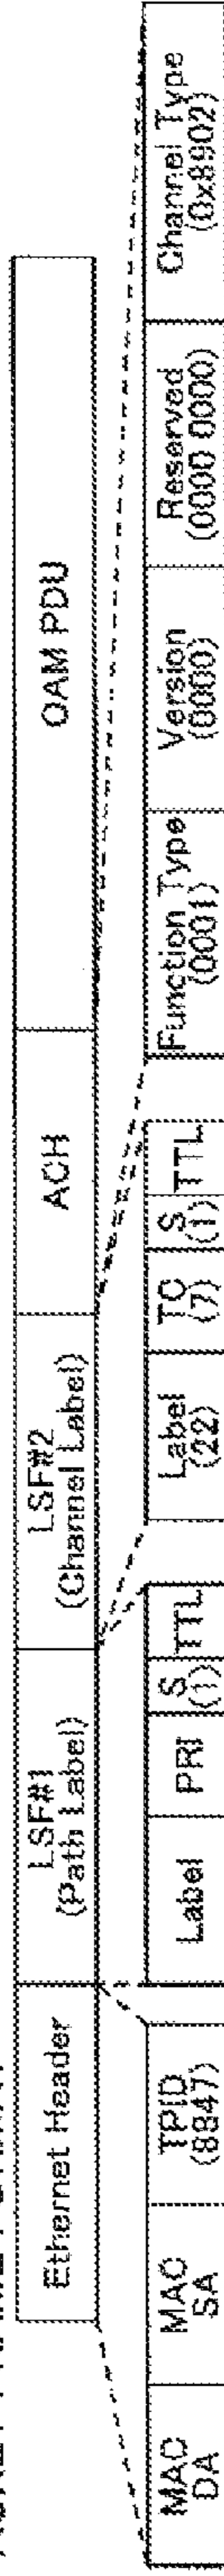 Ethernet Header
LSF#1
(Path Label)
LSF#2
(Channel Label)
ACH
OAM PDU
MAC
DA
MAC
SA
TPID
(8847)
Label
PRI
S
(1)
TTL
Label
(22)
TC
(7)
S
(1)
TTL
Function Type
(0001)
Version
(0000)
Reserved
(0000 0000)
Channel Type
(0x8902)